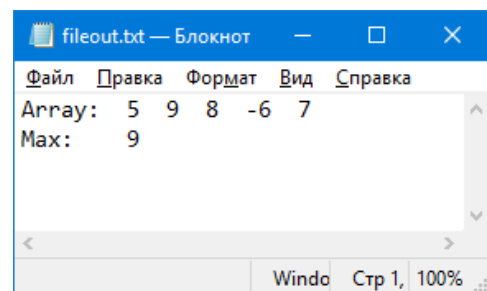 fileout.txt — Блокнот
Файл Правка Формат Вид Справка
Array: 5 9 8 -6 7
Max: 9
Windo Стр 1, 100%